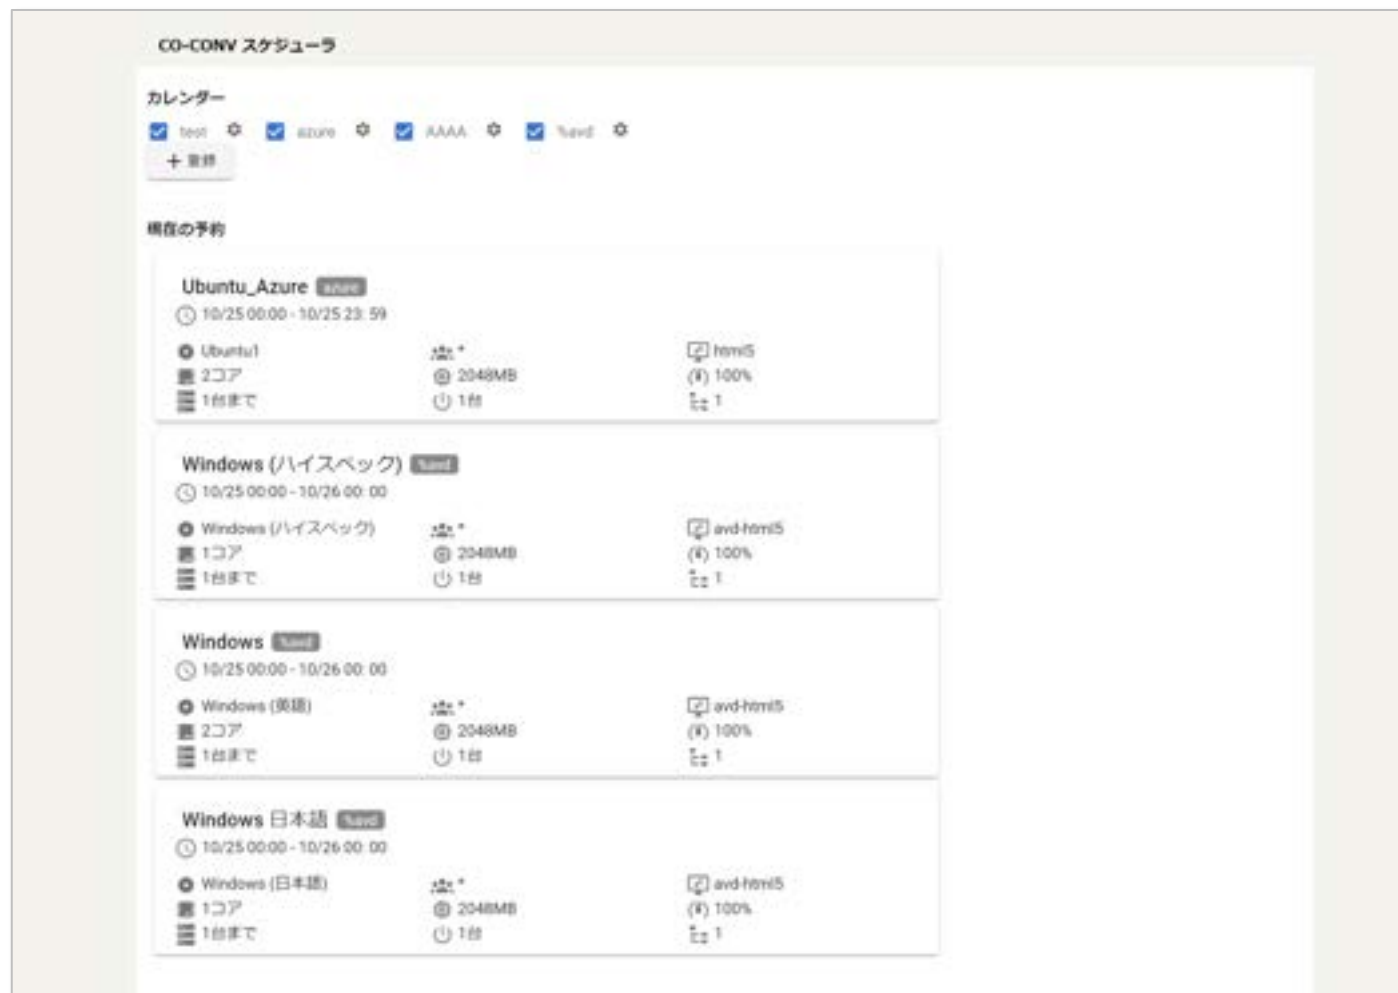 CO-CONV スケジューラ
カレンダー
test azure AAAA %avd
+ 登録
現在の予約
Ubuntu_Azure azure
10/25 00:00 - 10/25 23: 59
Ubuntu1 * html5
2コア 2048MB 100%
1台まで 1台 1
Windows (ハイスペック) %avd
10/25 00:00 - 10/26 00: 00
Windows (ハイスペック) * avd-html5
1コア 2048MB 100%
1台まで 1台 1
Windows %avd
10/25 00:00 - 10/26 00: 00
Windows (英語) * avd-html5
2コア 2048MB 100%
1台まで 1台 1
Windows 日本語 %avd
10/25 00:00 - 10/26 00: 00
Windows (日本語) * avd-html5
1コア 2048MB 100%
1台まで 1台 1